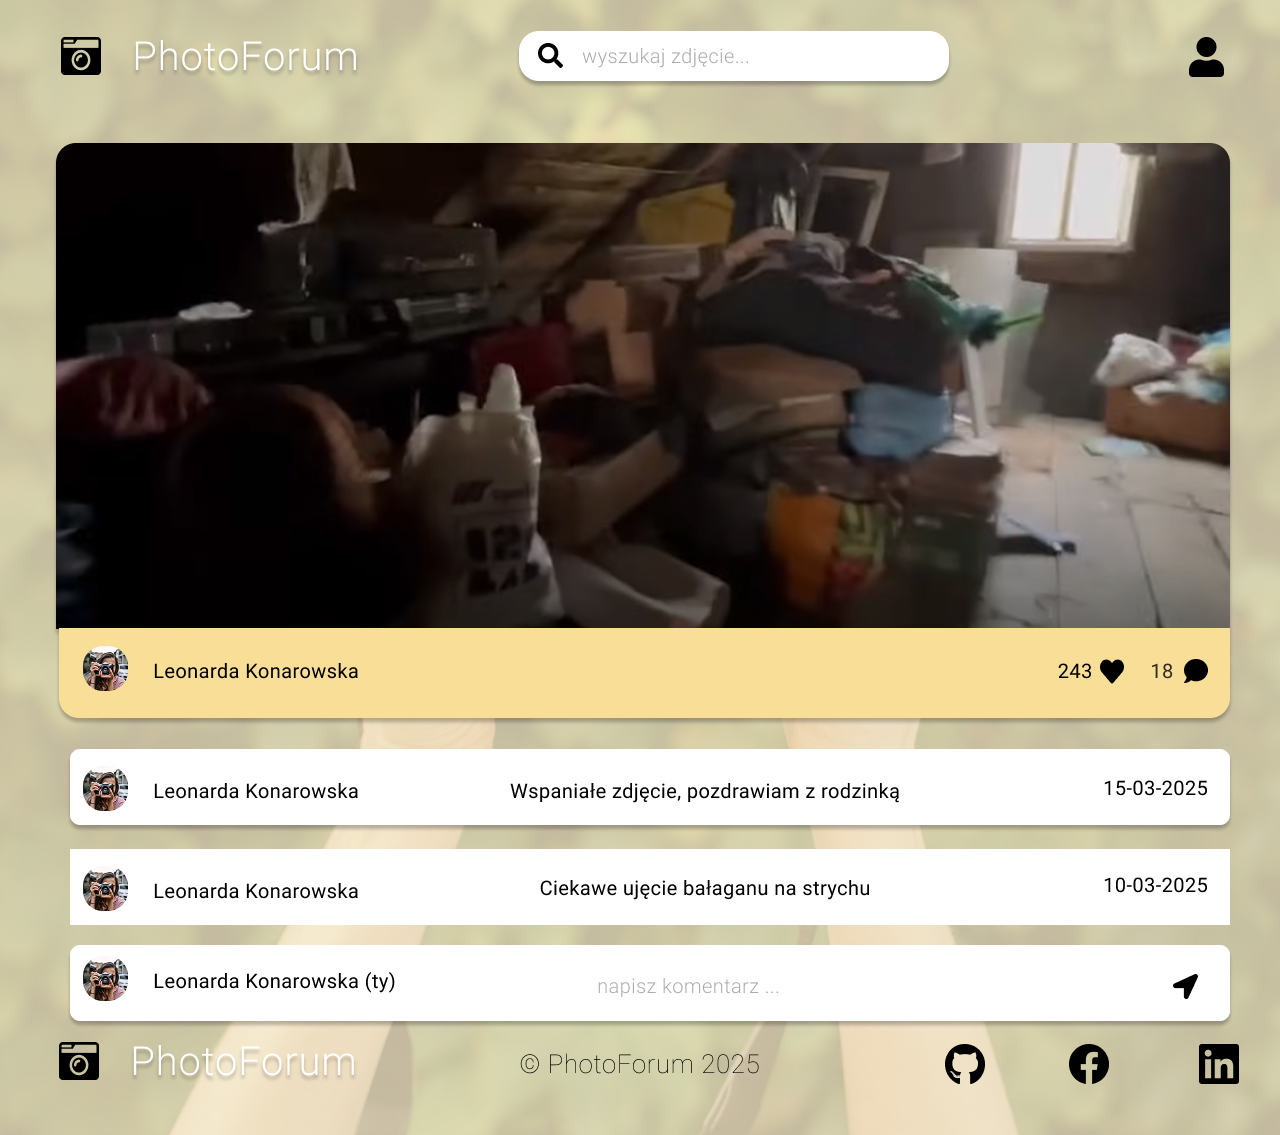 PhotoForum
wyszukaj zdjęcie...
Leonarda Konarowska
243
18
Leonarda Konarowska
Wspaniałe zdjęcie, pozdrawiam z rodzinką
15-03-2025
Leonarda Konarowska
Ciekawe ujęcie bałaganu na strychu
10-03-2025
Leonarda Konarowska (ty)
napisz komentarz ...
PhotoForum
© PhotoForum 2025
in